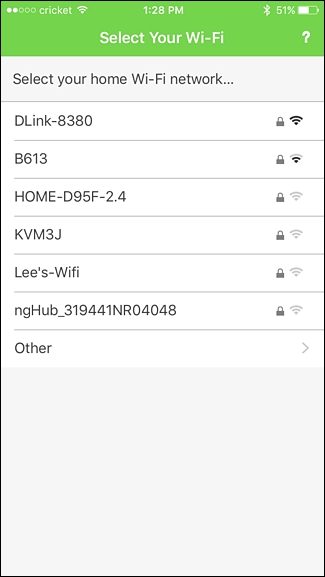 cricket 1:28 PM 51%
Select Your Wi-Fi ?
Select your home Wi-Fi network...
DLink-8380
B613
HOME-D95F-2.4
KVM3J
Lee's-Wifi
ngHub_319441NR04048
Other